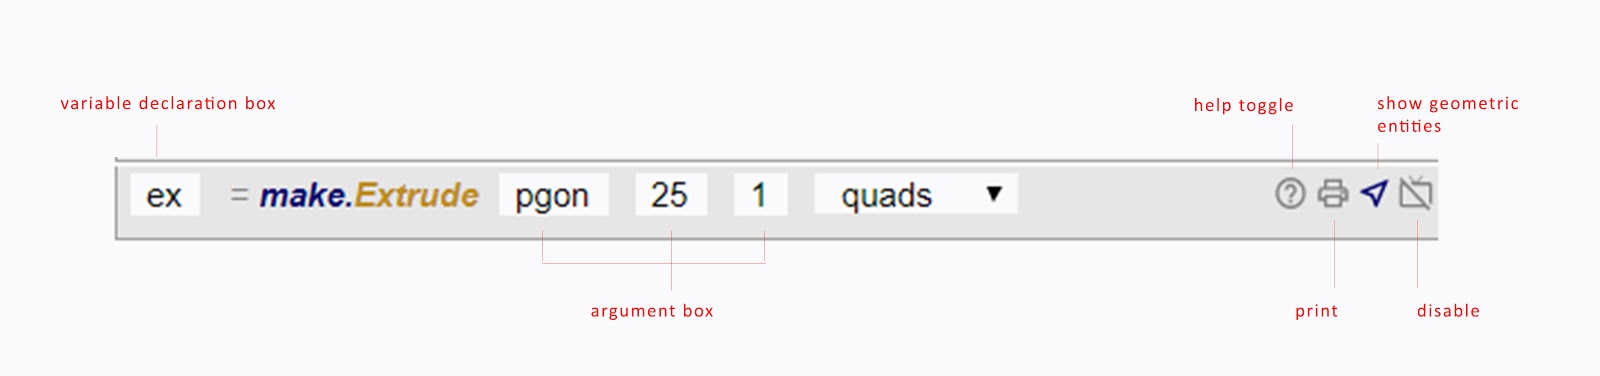 variable declaration box
help toggle
show geometric
entities
ex = make.Extrude pgon 25 1 quads
argument box
print
disable